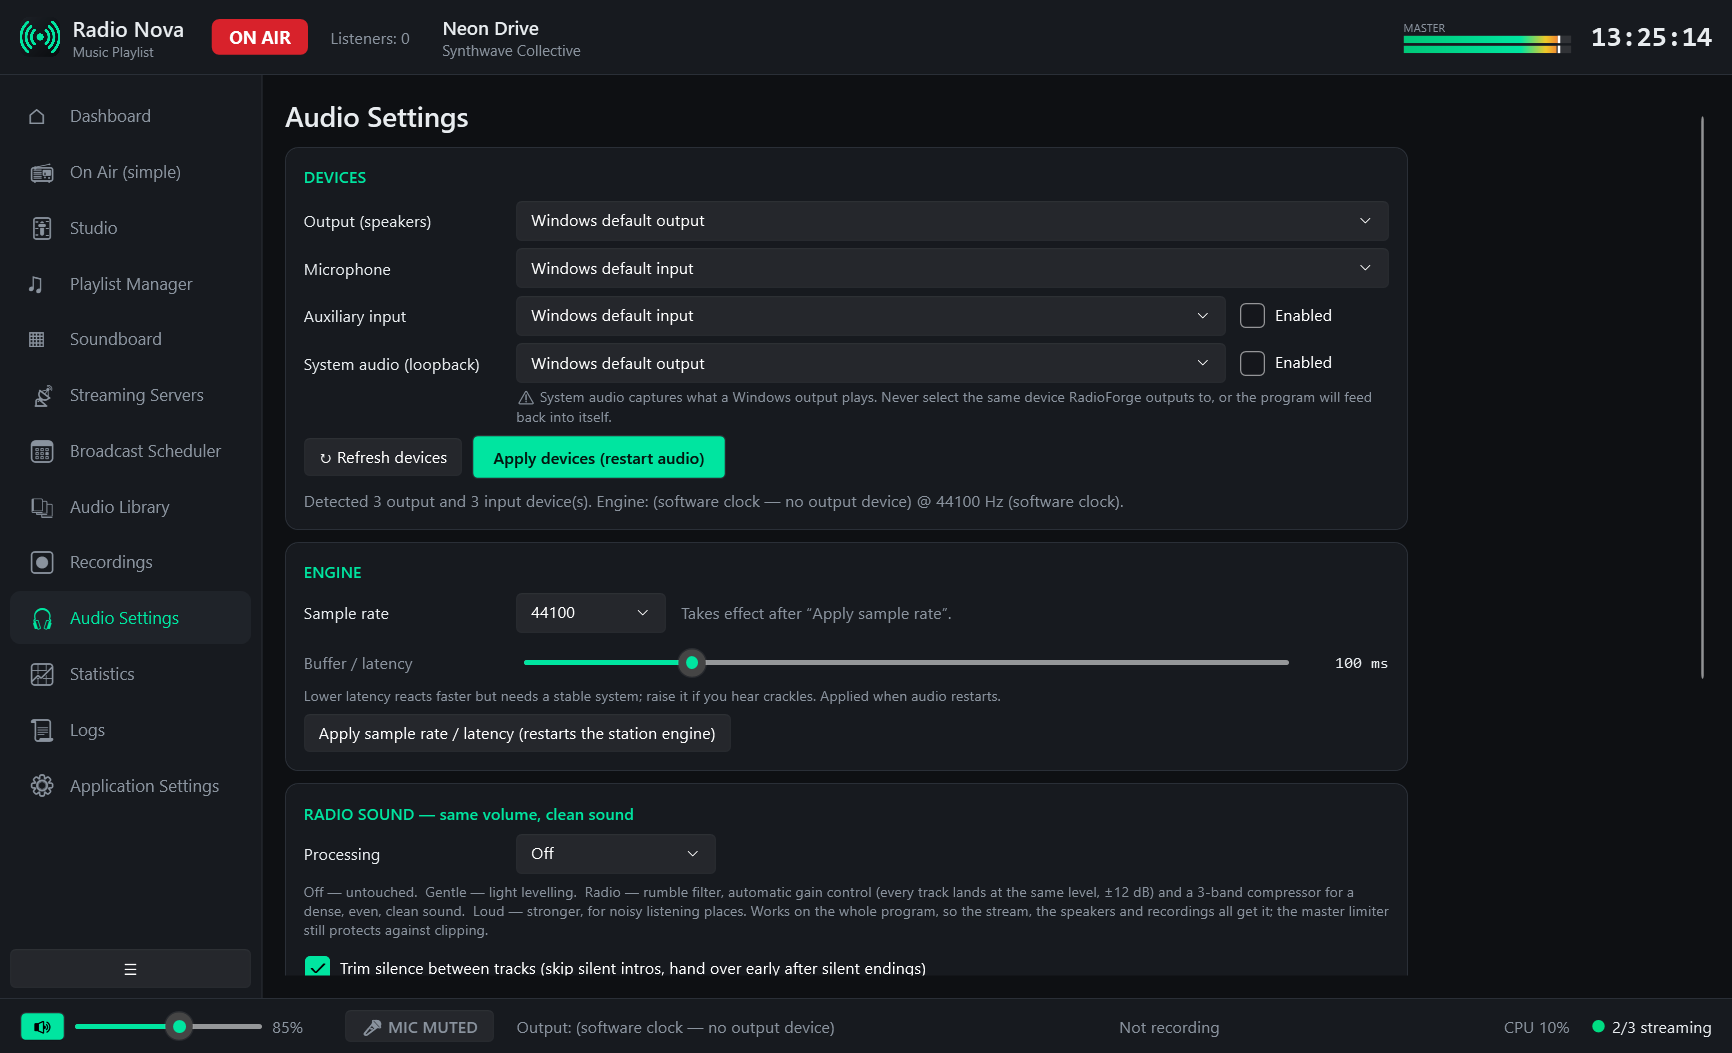 Radio Nova
Music Playlist
ON AIR
Listeners: 0
Neon Drive
Synthwave Collective
MASTER
13:25:14
Dashboard
On Air (simple)
Studio
Playlist Manager
Soundboard
Streaming Servers
Broadcast Scheduler
Audio Library
Recordings
Audio Settings
Statistics
Logs
Application Settings
Audio Settings
DEVICES
Output (speakers)
Windows default output
Microphone
Windows default input
Auxiliary input
Windows default input
Enabled
System audio (loopback)
Windows default output
Enabled
⚠ System audio captures what a Windows output plays. Never select the same device RadioForge outputs to, or the program will feed
back into itself.
↻ Refresh devices
Apply devices (restart audio)
Detected 3 output and 3 input device(s). Engine: (software clock — no output device) @ 44100 Hz (software clock).
ENGINE
Sample rate
44100
Takes effect after “Apply sample rate”.
Buffer / latency
100 ms
Lower latency reacts faster but needs a stable system; raise it if you hear crackles. Applied when audio restarts.
Apply sample rate / latency (restarts the station engine)
RADIO SOUND — same volume, clean sound
Processing
Off
Off — untouched.  Gentle — light levelling.  Radio — rumble filter, automatic gain control (every track lands at the same level, ±12 dB) and a 3-band compressor for a
dense, even, clean sound.  Loud — stronger, for noisy listening places. Works on the whole program, so the stream, the speakers and recordings all get it; the master limiter
still protects against clipping.
Trim silence between tracks (skip silent intros, hand over early after silent endings)
85%
MIC MUTED
Output: (software clock — no output device)
Not recording
CPU 10%
2/3 streaming